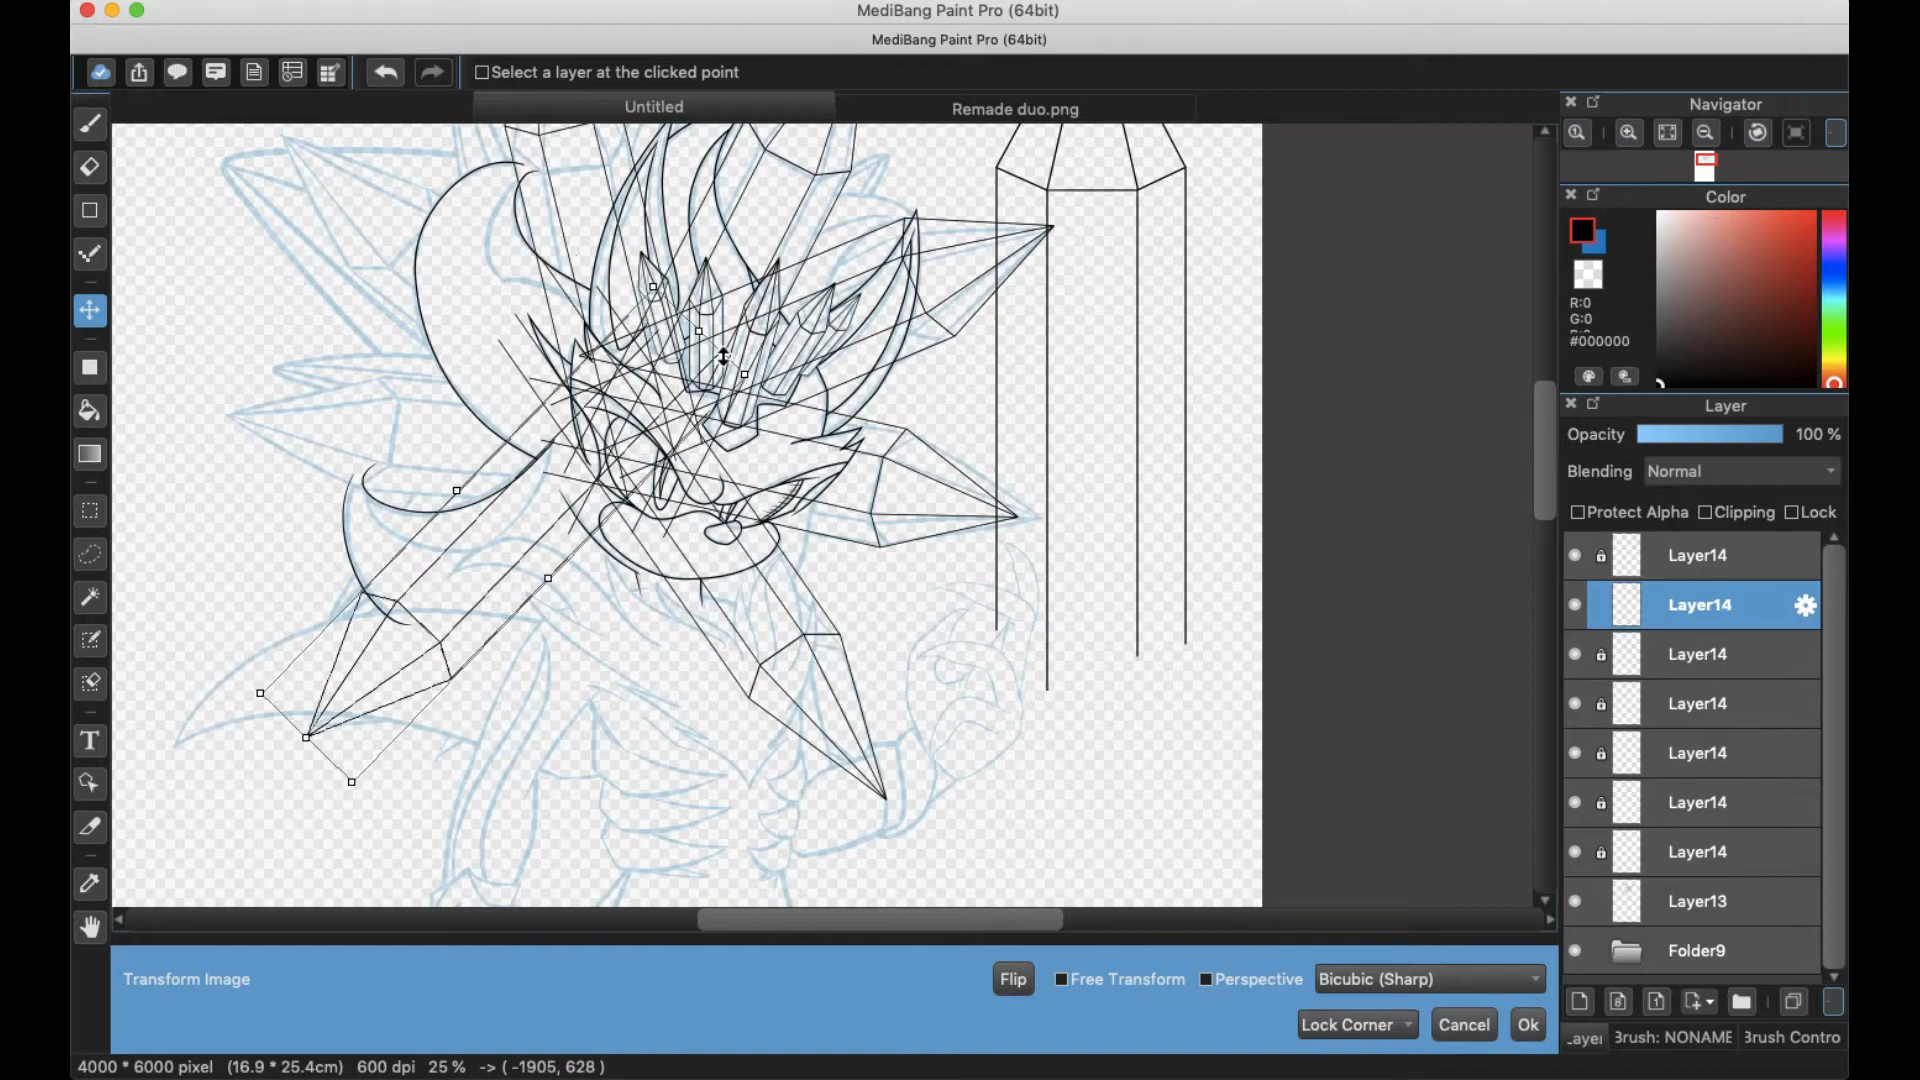 MediBang Paint Pro (64bit)
MediBang Paint Pro (64bit)
Select a layer at the clicked point
Untitled
Remade duo.png
Navigator
Color
R:0
G:0
#000000
Layer
Opacity 100 %
Blending Normal
Protect Alpha Clipping Lock
Layer14
Layer14
Layer14
Layer14
Layer14
Layer14
Layer14
Layer13
Folder9
Transform Image
Flip Free Transform Perspective Bicubic (Sharp)
Lock Corner Cancel Ok
Brush: NONAME Brush Contro
4000 * 6000 pixel (16.9 * 25.4cm) 600 dpi 25 % -> ( -1905, 628 )